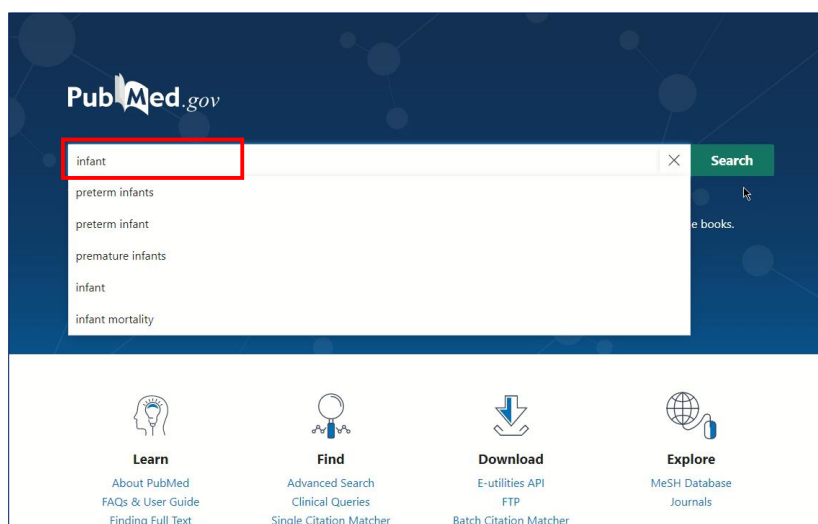 PubMed.gov
infant
Search
preterm infants
preterm infant
e books.
premature infants
infant
infant mortality
Learn
Find
Download
Explore
About PubMed
Advanced Search
E-utilities API
MeSH Database
FAQs & User Guide
Clinical Queries
FTP
Journals
Finding Full Text
Single Citation Matcher
Batch Citation Matcher